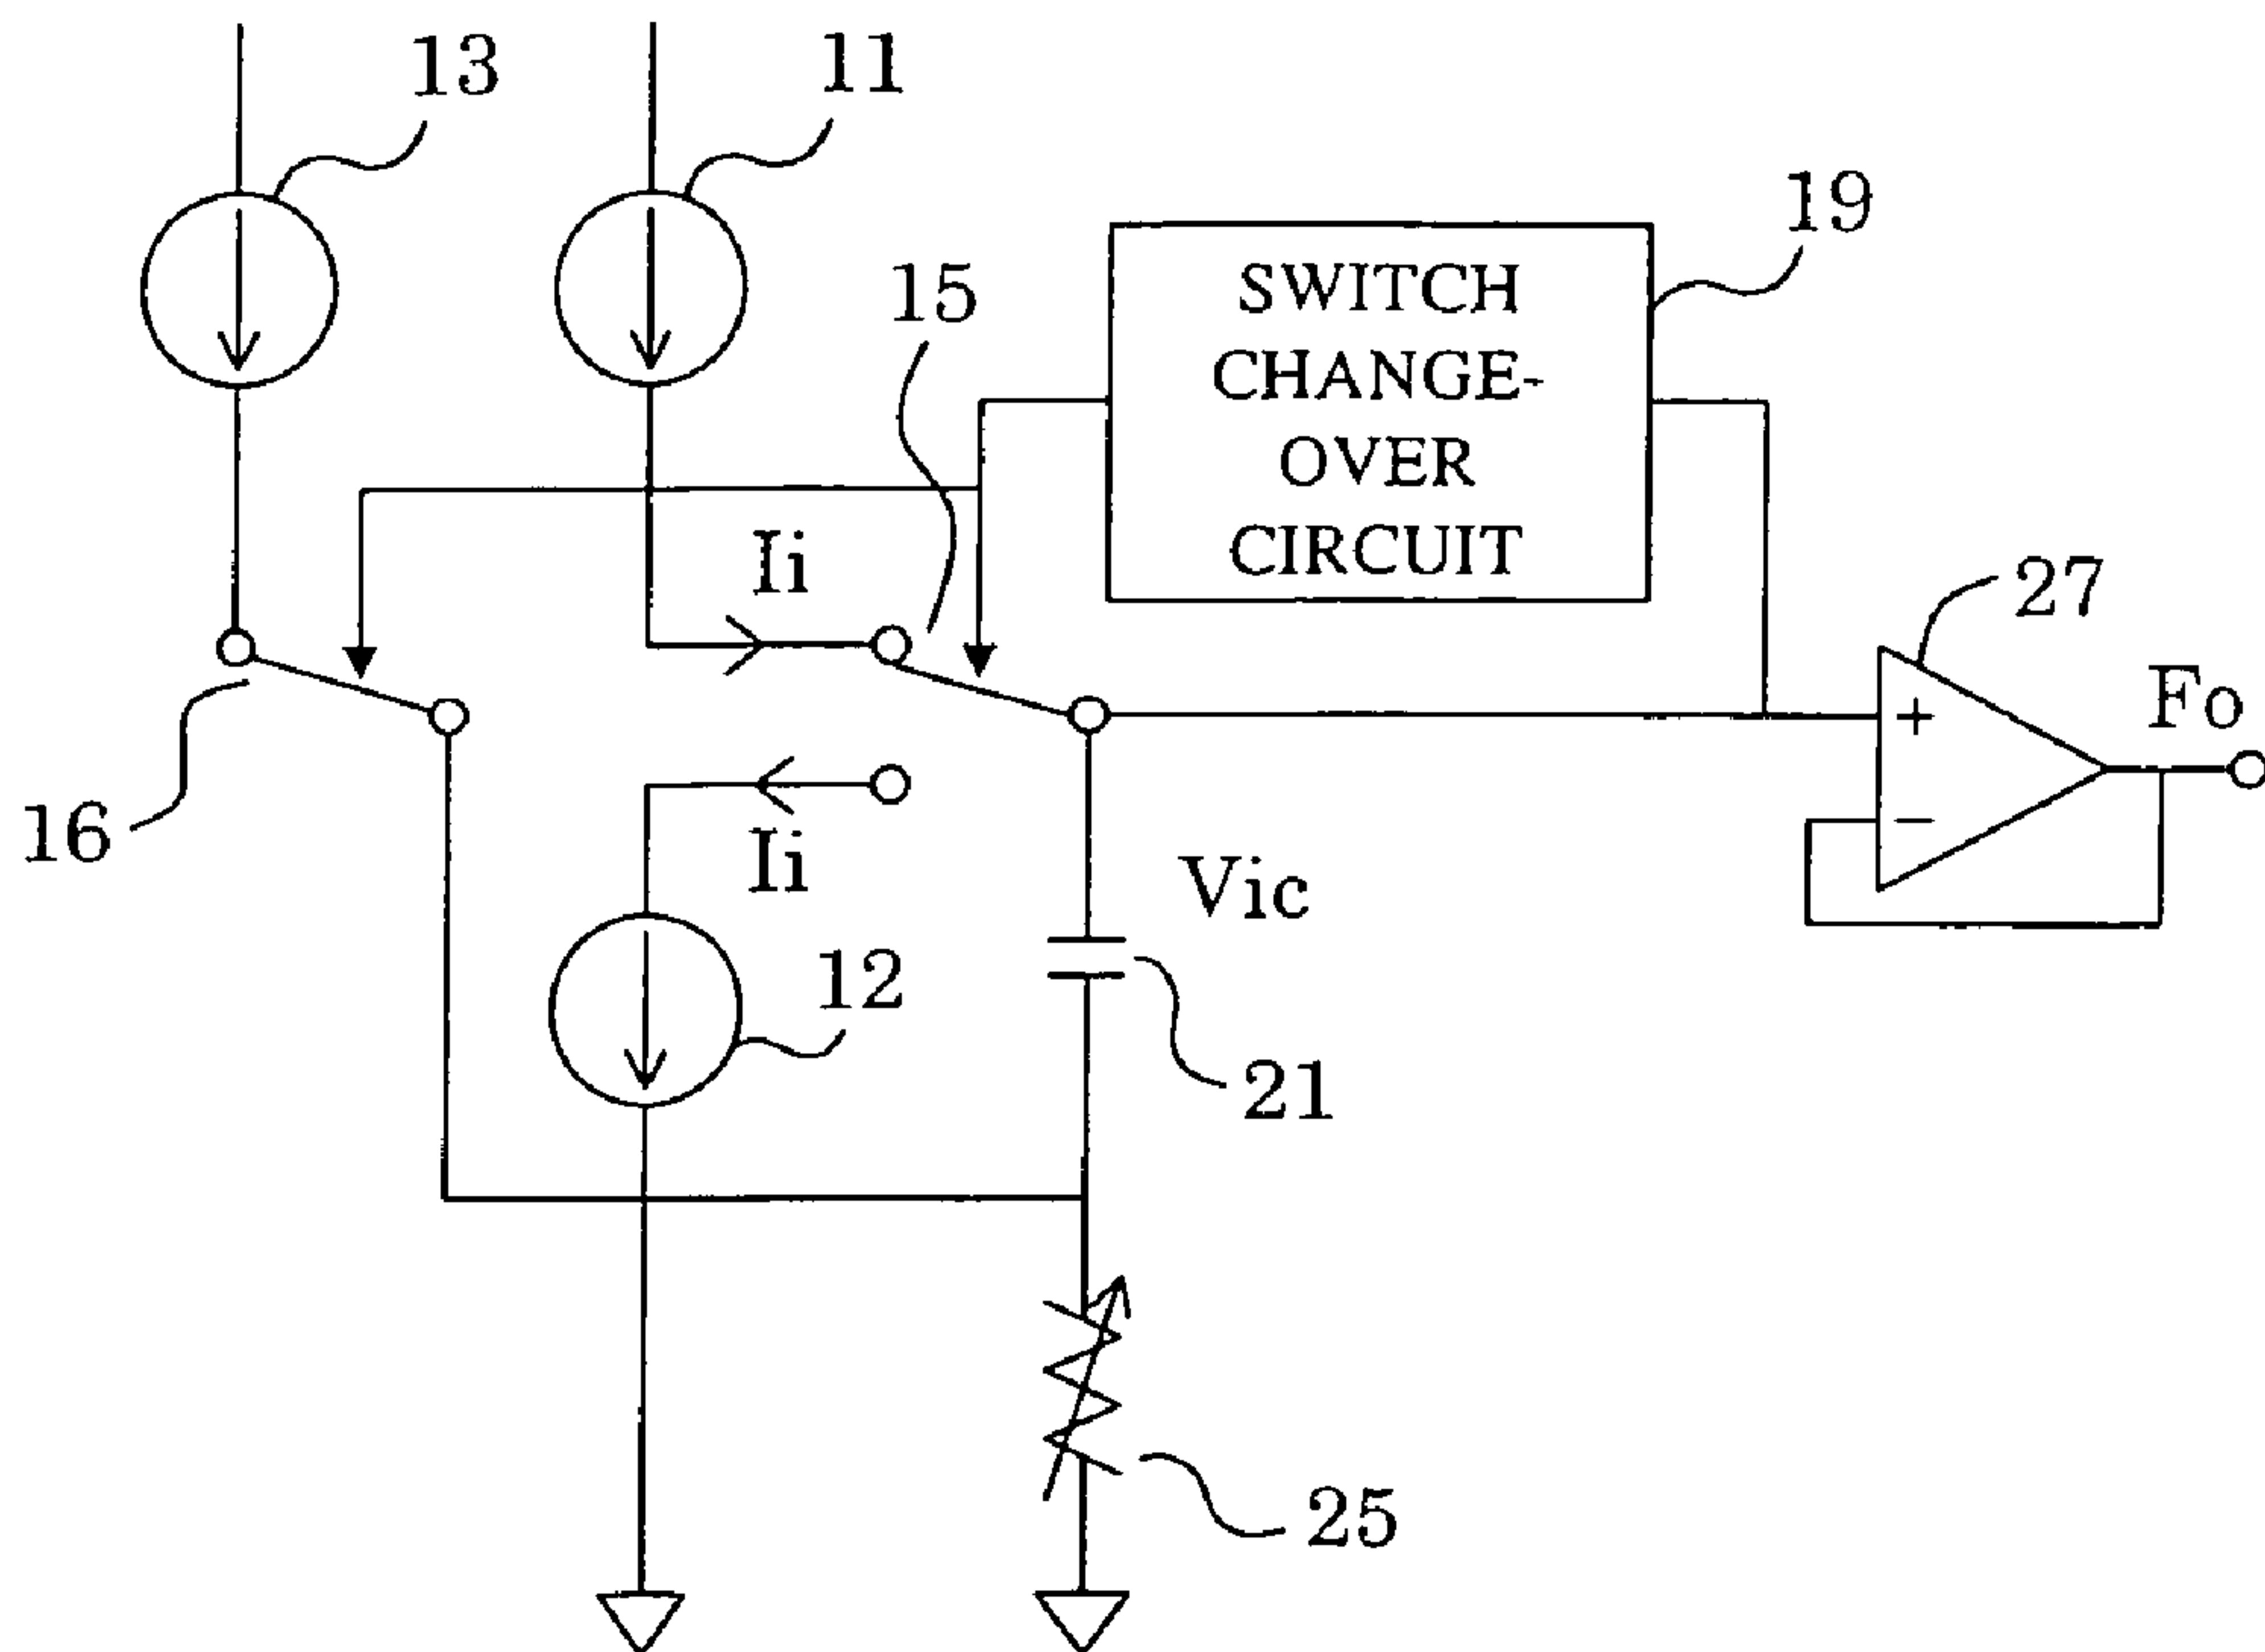 13
11
19
15
SWITCH
CHANGE-
OVER
CIRCUIT
Ii
27
+
Fo
−
16
Ii
Vic
12
21
25